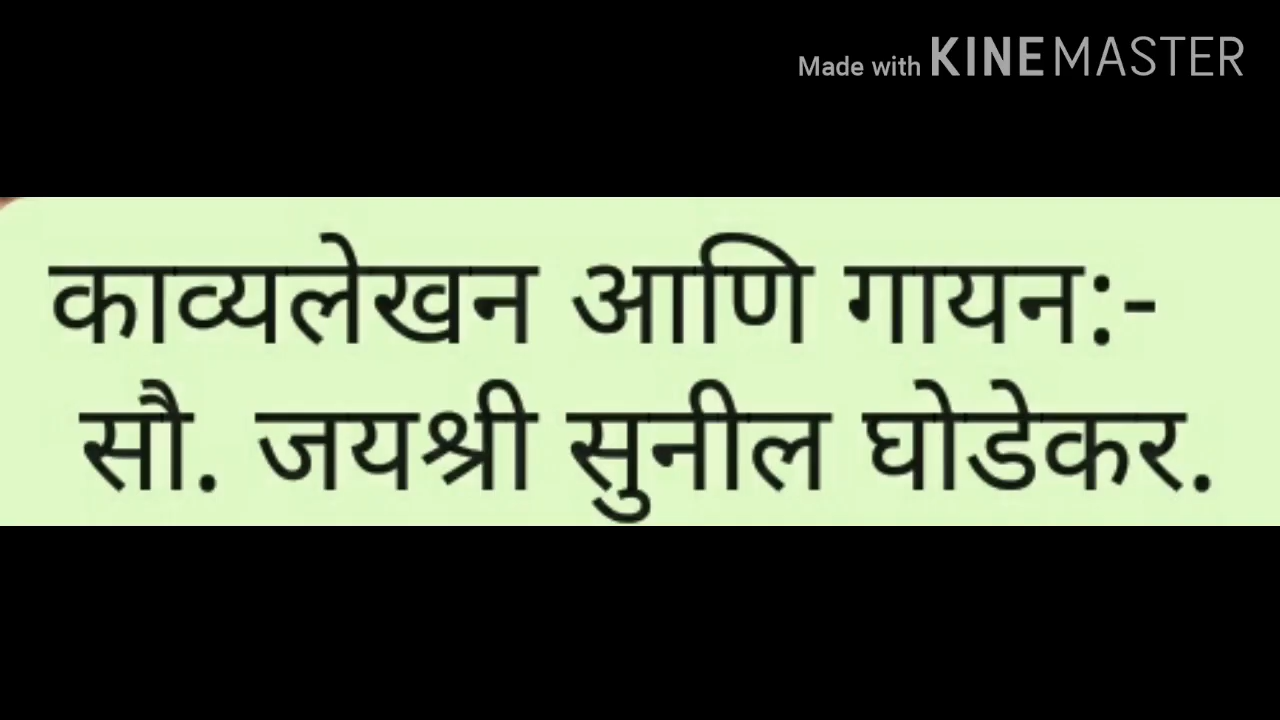 Made with KINEMASTER
काव्यलेखन आणि गायन:-
सौ. जयश्री सुनील घोडेकर.